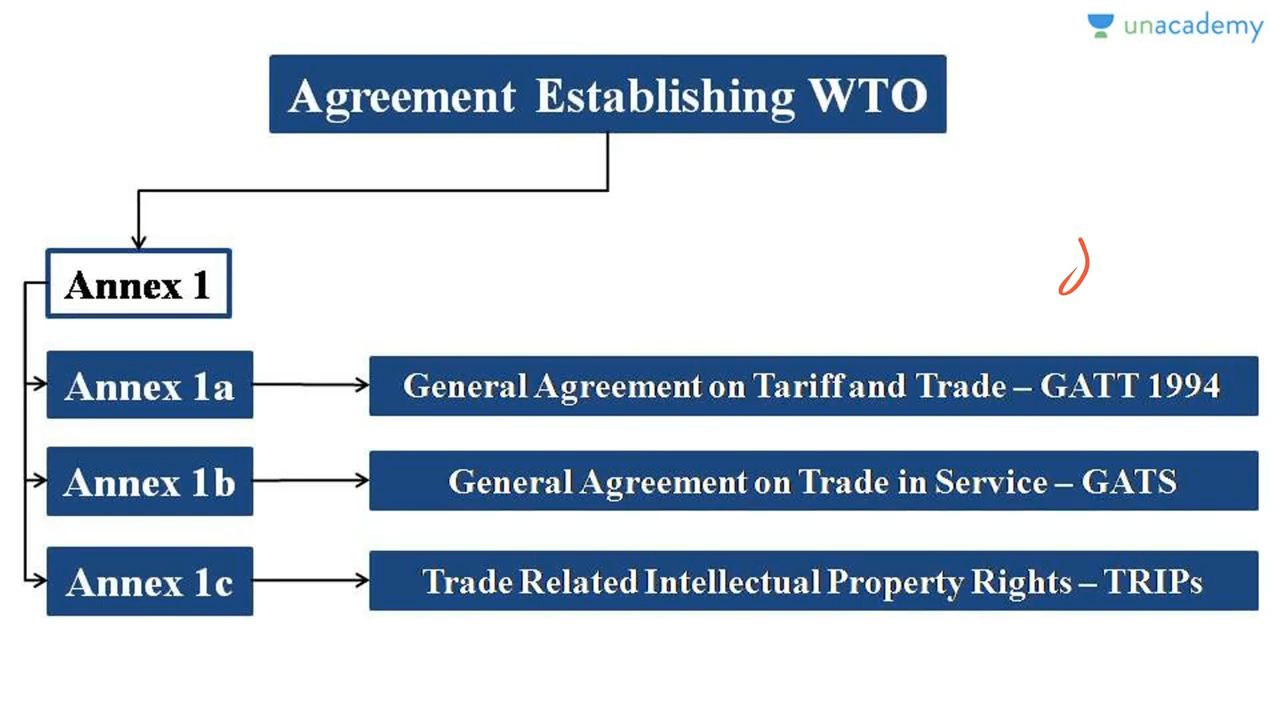 unacademy
Agreement Establishing WTO
Annex 1
Annex 1a
General Agreement on Tariff and Trade – GATT 1994
Annex 1b
General Agreement on Trade in Service – GATS
Annex 1c
Trade Related Intellectual Property Rights – TRIPs